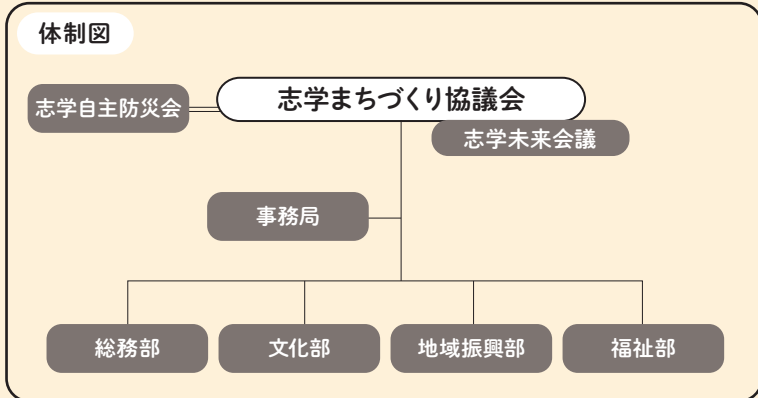 体制図
志学まちづくり協議会
志学自主防災会
志学未来会議
事務局
総務部
文化部
地域振興部
福祉部